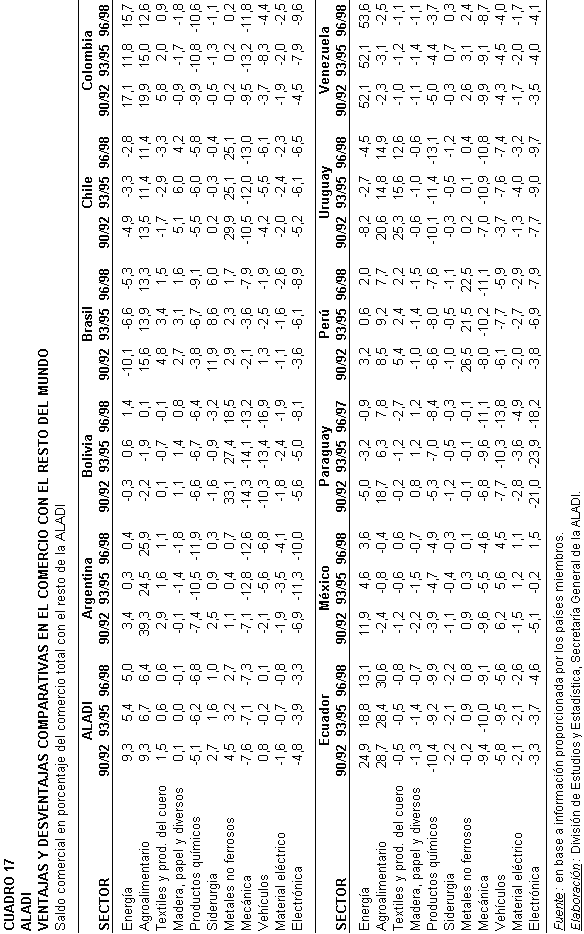 CUADRO 17
ALADI
VENTAJAS Y DESVENTAJAS COMPARATIVAS EN EL COMERCIO CON EL RESTO DEL MUNDO
Saldo comercial en porcentaje del comercio total con el resto de la ALADI
ALADI Argentina Bolivia Brasil Chile Colombia
SECTOR 90/92 93/95 96/98 90/92 93/95 96/98 90/92 93/95 96/98 90/92 93/95 96/98 90/92 93/95 96/98 90/92 93/95 96/98
Energía 9,3 5,4 5,0 3,4 0,3 0,4 -0,3 0,6 1,4 -10,1 -6,6 -5,3 -4,9 -3,3 -2,8 17,1 11,8 15,7
Agroalimentario 9,3 6,7 6,4 39,3 24,5 25,9 -2,2 -1,9 0,1 15,6 13,9 13,3 13,5 11,4 11,4 19,9 15,0 12,6
Textiles y prod. del cuero 1,5 0,6 0,6 2,9 1,6 1,1 0,1 -0,7 -0,1 4,8 3,4 1,5 -1,7 -2,9 -3,3 5,8 2,0 0,9
Madera, papel y diversos 0,1 0,0 -0,1 -0,1 -1,4 -1,8 1,1 1,4 0,8 2,7 3,1 1,6 5,1 6,0 4,2 -0,9 -1,7 -1,8
Productos químicos -5,1 -6,2 -6,8 -7,4 -10,5 -11,9 -6,6 -6,7 -6,4 -3,8 -6,7 -9,1 -5,5 -6,0 -5,8 -9,9 -10,8 -10,6
Siderurgia 2,7 1,6 1,0 2,5 0,9 0,3 -1,6 -0,9 -3,2 11,9 8,6 6,0 0,2 -0,3 -0,4 -0,5 -1,3 -1,1
Metales no ferrosos 4,5 3,2 2,7 1,1 0,4 0,7 33,1 27,4 18,5 2,9 2,3 1,7 29,9 25,1 25,1 -0,2 0,2 0,2
Mecánica -7,6 -7,1 -7,3 -7,1 -12,8 -12,6 -14,3 -14,1 -13,2 -2,1 -3,6 -7,9 -10,5 -12,0 -13,0 -9,5 -13,2 -11,8
Vehículos 0,8 -0,2 0,1 -2,1 -5,6 -6,8 -10,3 -13,4 -16,9 1,3 -2,5 -1,9 -4,2 -5,5 -6,1 -3,7 -8,3 -4,4
Material eléctrico -1,6 -0,7 -0,8 -1,9 -3,5 -4,1 -1,8 -2,4 -1,9 -1,1 -1,6 -2,6 -2,0 -2,4 -2,3 -1,9 -2,0 -2,5
Electrónica -4,8 -3,9 -3,3 -6,9 -11,3 -10,0 -5,6 -5,0 -8,1 -3,6 -6,1 -8,9 -5,2 -6,1 -6,5 -4,5 -7,9 -9,6
Ecuador México Paraguay Perú Uruguay Venezuela
SECTOR 90/92 93/95 96/98 90/92 93/95 96/98 90/92 93/95 96/97 90/92 93/95 96/98 90/92 93/95 96/98 90/92 93/95 96/98
Energía 24,9 18,8 13,1 11,9 4,6 3,6 -5,0 -3,2 -0,9 3,2 0,6 2,0 -8,2 -2,7 -4,5 52,1 52,1 53,6
Agroalimentario 28,7 28,4 30,6 -2,4 -0,8 -0,4 18,7 6,3 7,8 8,5 9,2 7,7 20,6 14,8 14,9 -2,9 -3,1 -2,5
Textiles y prod. del cuero -0,5 -0,5 -0,8 -1,2 -0,6 0,6 -0,2 -1,2 -2,7 5,4 2,4 2,2 25,3 15,6 12,6 -1,0 -1,2 -1,1
Madera, papel y diversos -1,3 -1,4 -0,7 -2,2 -1,5 -0,7 0,8 1,2 1,2 -1,0 -1,4 -1,5 -0,6 -1,0 -0,6 -2,3 -1,1 -1,4
Productos químicos -10,4 -9,2 -9,9 -3,9 -4,7 -4,9 -5,3 -7,0 -8,4 -6,6 -8,0 -7,6 -10,1 -11,4 -13,1 -5,0 -4,4 -3,7
Siderurgia -2,2 -2,1 -2,2 -1,1 -0,4 -0,3 -1,2 -0,5 -0,3 -1,0 -0,5 -1,1 -0,3 -0,5 -1,2 -0,3 0,7 0,3
Metales no ferrosos -0,2 0,9 0,8 0,9 0,3 0,1 -0,3 -0,1 -0,1 26,5 21,5 22,5 0,2 0,1 0,4 2,6 3,1 2,4
Mecánica -9,4 -10,0 -9,1 -9,6 -5,5 -4,6 -6,8 -9,6 -11,1 -8,0 -10,2 -11,1 -7,0 -10,9 -10,8 -9,9 -9,1 -8,7
Vehículos -5,8 -9,5 -5,6 6,2 5,6 4,5 -7,7 -10,3 -13,8 -6,1 -7,7 -5,9 -3,7 -7,6 -7,4 -4,3 -4,5 -4,0
Material eléctrico -2,1 -2,1 -2,6 -1,5 1,2 1,1 -2,8 -3,6 -4,9 -2,0 -2,7 -2,9 -1,3 -4,0 -3,2 -1,7 -2,0 -1,7
Electrónica -3,3 -3,7 -4,6 -5,1 -0,2 1,5 -21,0 -23,9 -18,2 -3,8 -6,9 -7,9 -7,7 -9,0 -9,7 -3,5 -4,0 -4,1
Fuente : en base a información proporcionada por los países miembros.
Elaboración : División de Estudios y Estadística, Secretaría General de la ALADI.